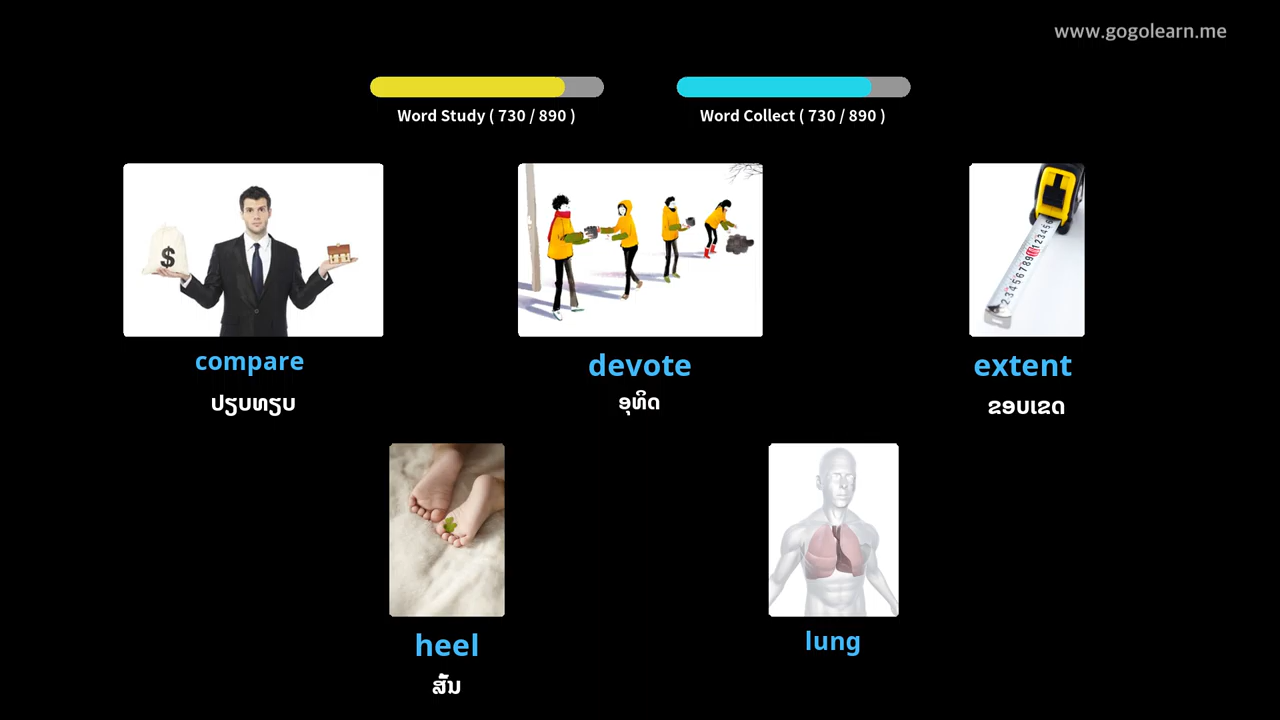 www.gogolearn.me
Word Study ( 730 / 890 )
Word Collect ( 730 / 890 )
$
compare
devote
extent
ປຽບທຽບ
ອຸທິດ
ຂອບເຂດ
heel
lung
ສົ້ນ